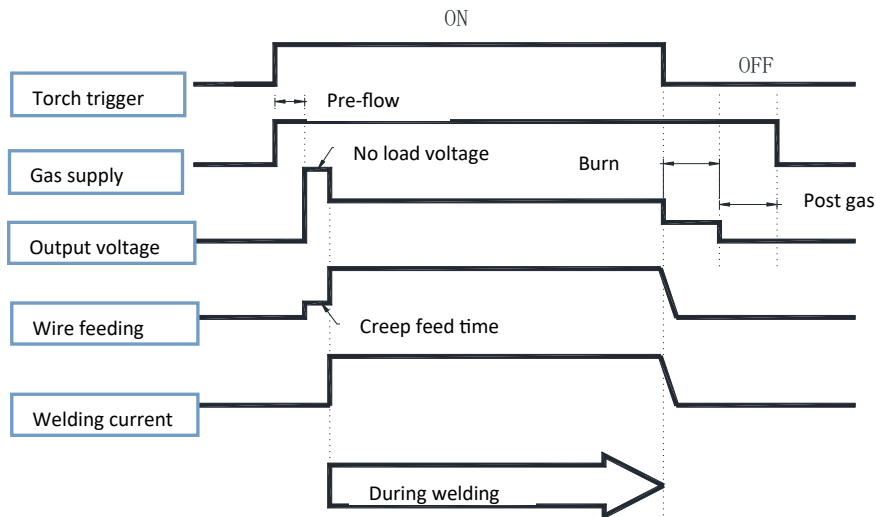 ON
OFF
Torch trigger
Pre-flow
No load voltage
Burn
Gas supply
Post gas
Output voltage
Wire feeding
Creep feed time
Welding current
During welding